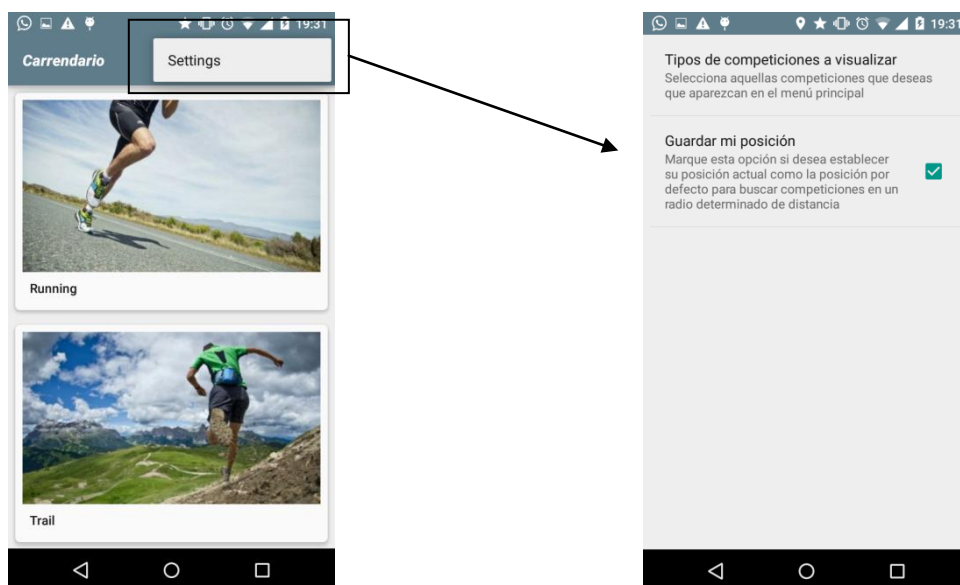 19:31
Carrendario
Settings
Running
Trail
19:31
Tipos de competiciones a visualizar
Selecciona aquellas competiciones que deseas
que aparezcan en el menú principal
Guardar mi posición
Marque esta opción si desea establecer
su posición actual como la posición por
defecto para buscar competiciones en un
radio determinado de distancia